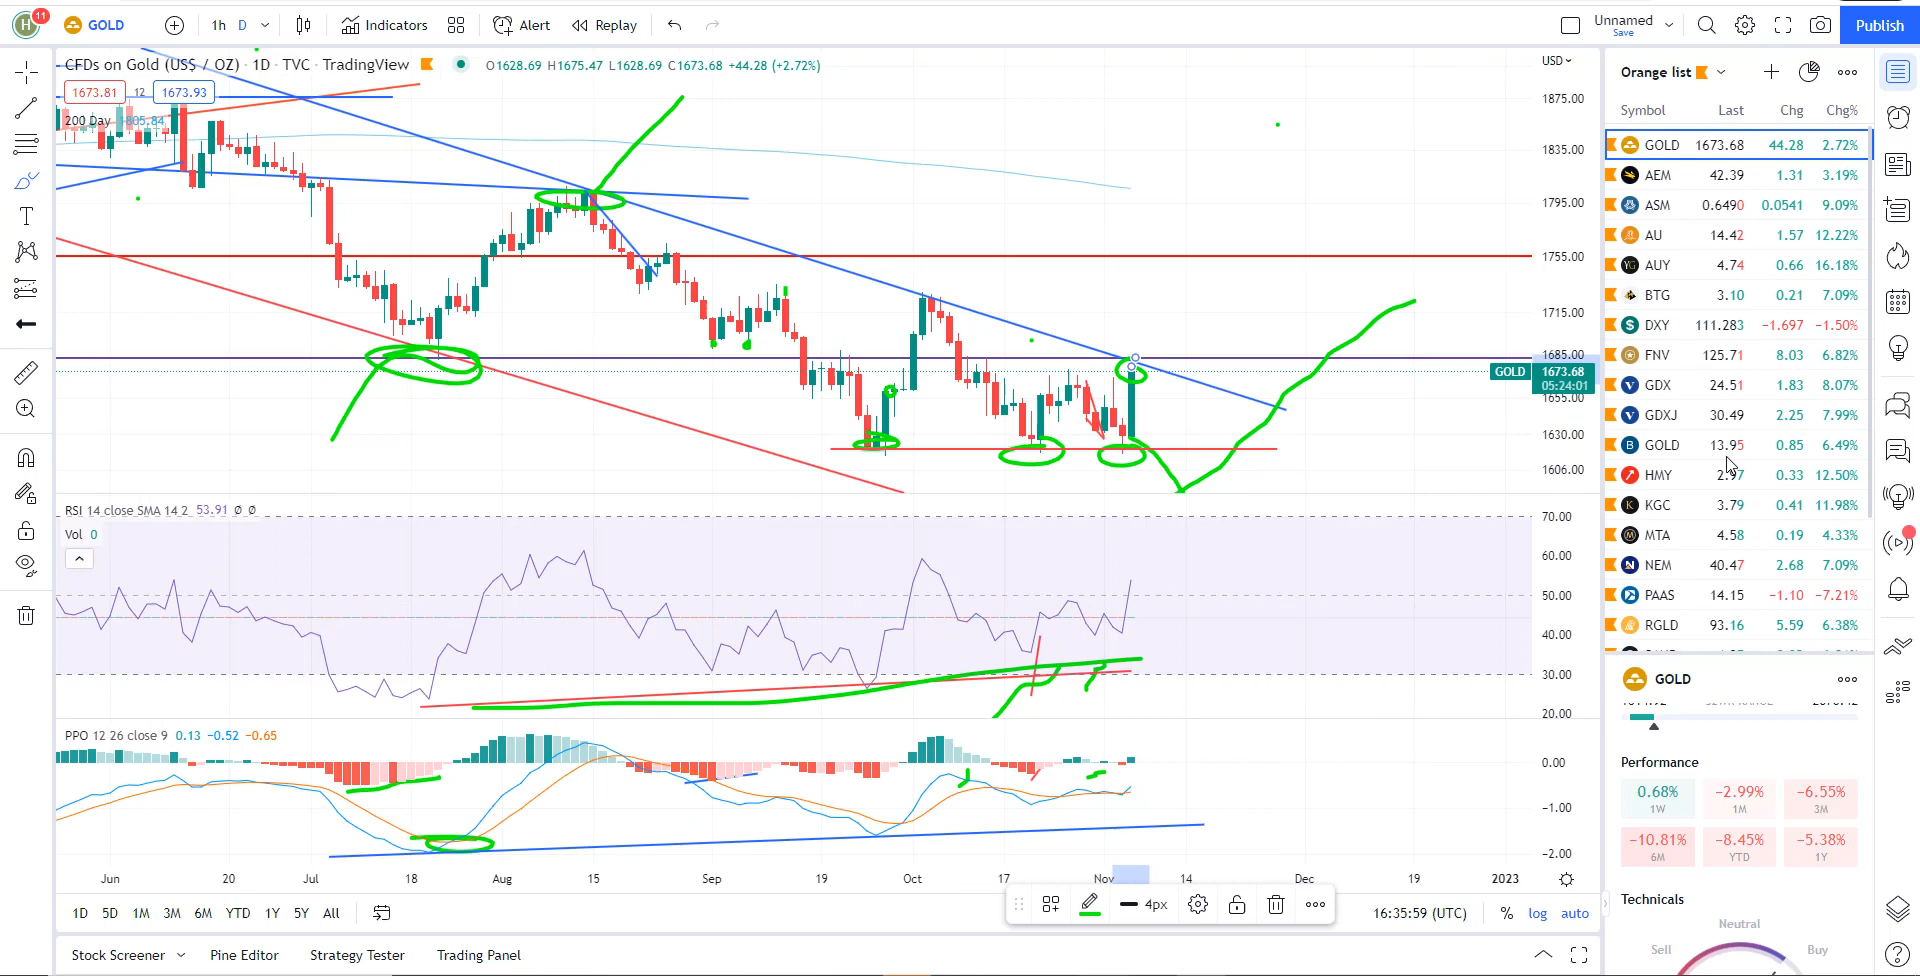 H 11 GOLD 1h D Indicators Alert Replay Unnamed Save Publish
CFDs on Gold (US$ / OZ) · 1D · TVC · TradingView O1628.69 H1675.47 L1628.69 C1673.68 +44.28 (+2.72%)
1673.81 12 1673.93
200 Day 1805.84
USD
1875.00
1835.00
1795.00
1755.00
1715.00
1685.00
GOLD 1673.68
05:24:01
1655.00
1630.00
1606.00
RSI 14 close SMA 14 2 53.91 Ø Ø
Vol 0
70.00
60.00
50.00
40.00
30.00
20.00
PPO 12 26 close 9 0.13 −0.52 −0.65
0.00
−1.00
−2.00
Jun 20 Jul 18 Aug 15 Sep 19 Oct 17 Nov 14 Dec 19 2023
1D 5D 1M 3M 6M YTD 1Y 5Y All
4px
16:35:59 (UTC) % log auto
Stock Screener Pine Editor Strategy Tester Trading Panel
Orange list
Symbol Last Chg Chg%
GOLD 1673.68 44.28 2.72%
AEM 42.39 1.31 3.19%
ASM 0.6490 0.0541 9.09%
AU 14.42 1.57 12.22%
AUY 4.74 0.66 16.18%
BTG 3.10 0.21 7.09%
DXY 111.283 −1.697 −1.50%
FNV 125.71 8.03 6.82%
GDX 24.51 1.83 8.07%
GDXJ 30.49 2.25 7.99%
GOLD 13.95 0.85 6.49%
HMY 2.97 0.33 12.50%
KGC 3.79 0.41 11.98%
MTA 4.58 0.19 4.33%
NEM 40.47 2.68 7.09%
PAAS 14.15 −1.10 −7.21%
RGLD 93.16 5.59 6.38%
GOLD
Performance
0.68% −2.99% −6.55%
1W 1M 3M
−10.81% −8.45% −5.38%
6M YTD 1Y
Technicals
Neutral
Sell Buy